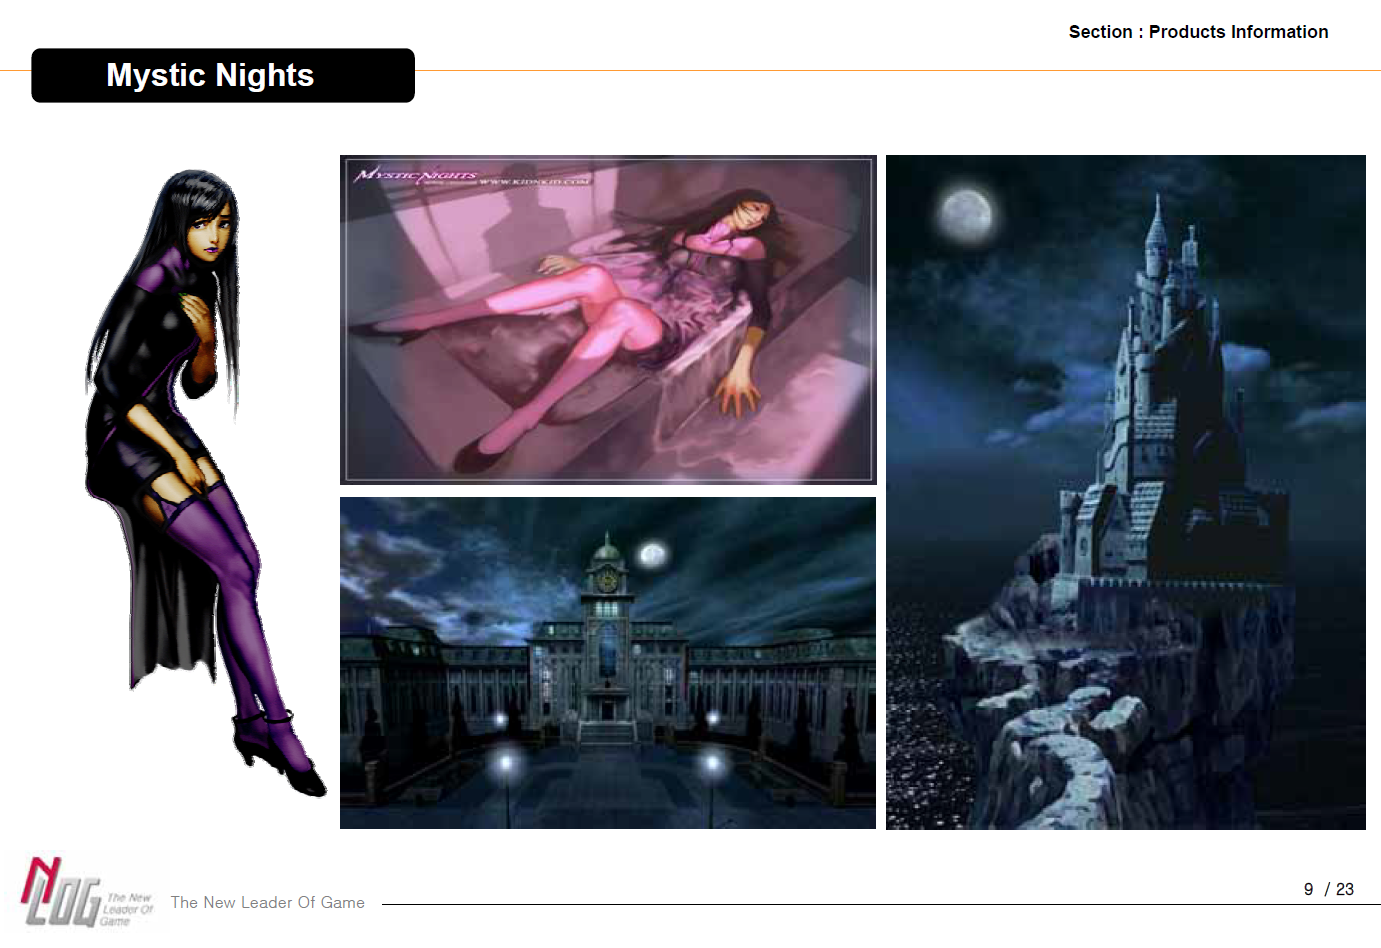 Section : Products Information
Mystic Nights
MYSTIC NIGHTS
WWW.KIDNKID.COM
NLOG
The New
Leader Of
Game
The New Leader Of Game
9 / 23